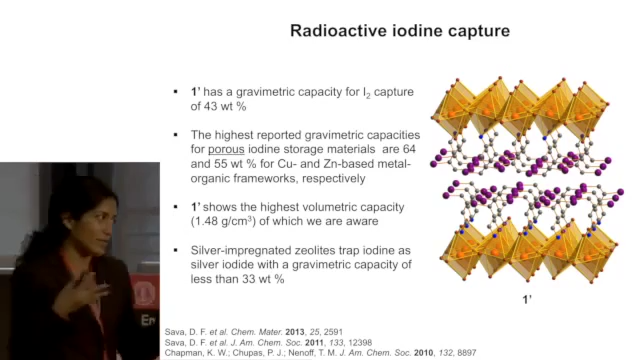 Radioactive iodine capture
▪ 1’ has a gravimetric capacity for I₂ capture
of 43 wt %
▪ The highest reported gravimetric capacities
for porous iodine storage materials are 64
and 55 wt % for Cu- and Zn-based metal-
organic frameworks, respectively
▪ 1’ shows the highest volumetric capacity
(1.48 g/cm³) of which we are aware
▪ Silver-impregnated zeolites trap iodine as
silver iodide with a gravimetric capacity of
less than 33 wt %
1’
Sava, D. F. et al. Chem. Mater. 2013, 25, 2591
Sava, D. F. et al. J. Am. Chem. Soc. 2011, 133, 12398
Chapman, K. W.; Chupas, P. J.; Nenoff, T. M. J. Am. Chem. Soc. 2010, 132, 8897